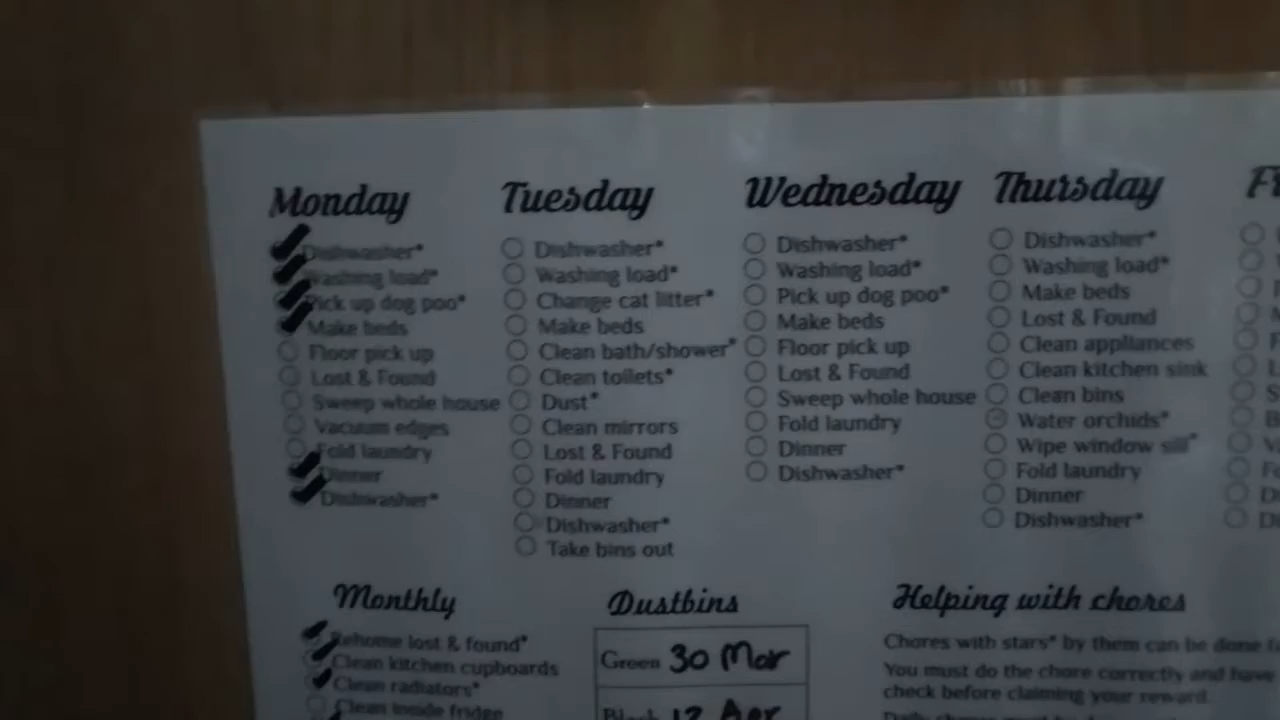 Monday
Dishwasher*
Washing load*
Pick up dog poo*
Make beds
Floor pick up
Lost & Found
Sweep whole house
Vacuum edges
Fold laundry
Dinner
Dishwasher*
Tuesday
Dishwasher*
Washing load*
Change cat litter*
Make beds
Clean bath/shower*
Clean toilets*
Dust*
Clean mirrors
Lost & Found
Fold laundry
Dinner
Dishwasher*
Take bins out
Wednesday
Dishwasher*
Washing load*
Pick up dog poo*
Make beds
Floor pick up
Lost & Found
Sweep whole house
Fold laundry
Dinner
Dishwasher*
Thursday
Dishwasher*
Washing load*
Make beds
Lost & Found
Clean appliances
Clean kitchen sink
Clean bins
Water orchids*
Wipe window sill*
Fold laundry
Dinner
Dishwasher*
Monthly
Rehome lost & found*
Clean kitchen cupboards
Clean radiators*
Clean inside fridge
Dustbins
Green 30 Mar
Black 12 Apr
Helping with chores
Chores with stars* by them can be done
You must do the chore correctly and have
check before claiming your reward.